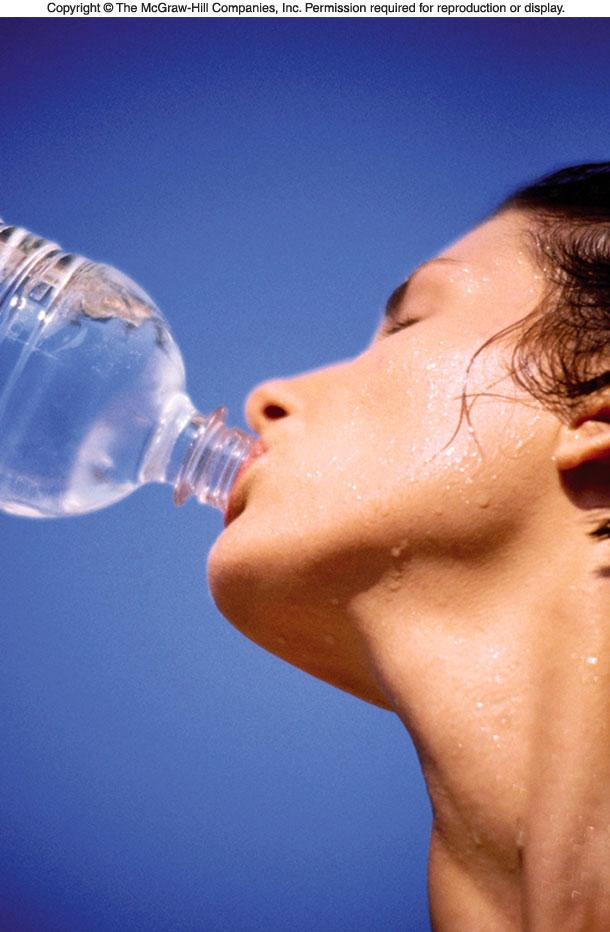 Copyright © The McGraw-Hill Companies, Inc. Permission required for reproduction or display.